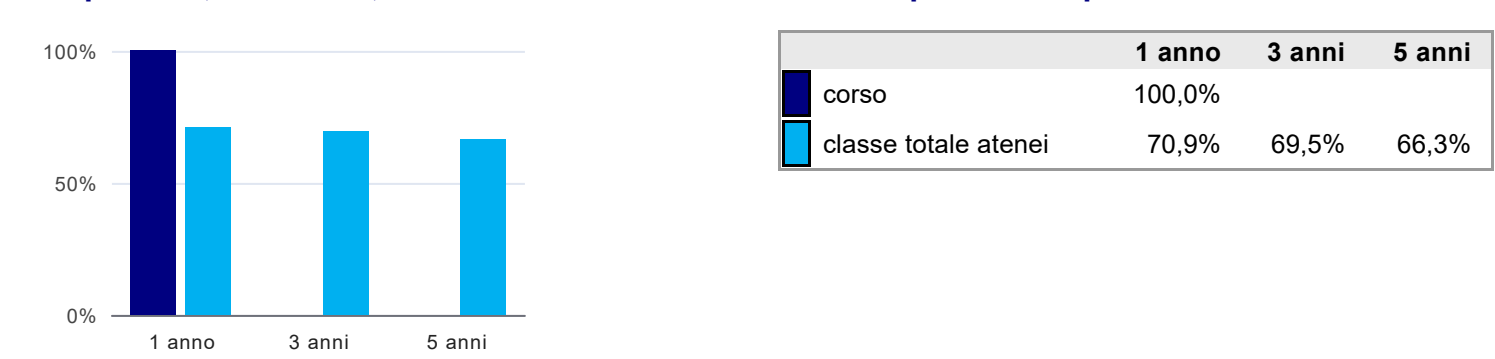 100%
50%
0%
1 anno 3 anni 5 anni
1 anno 3 anni 5 anni
corso 100,0%
classe totale atenei 70,9% 69,5% 66,3%